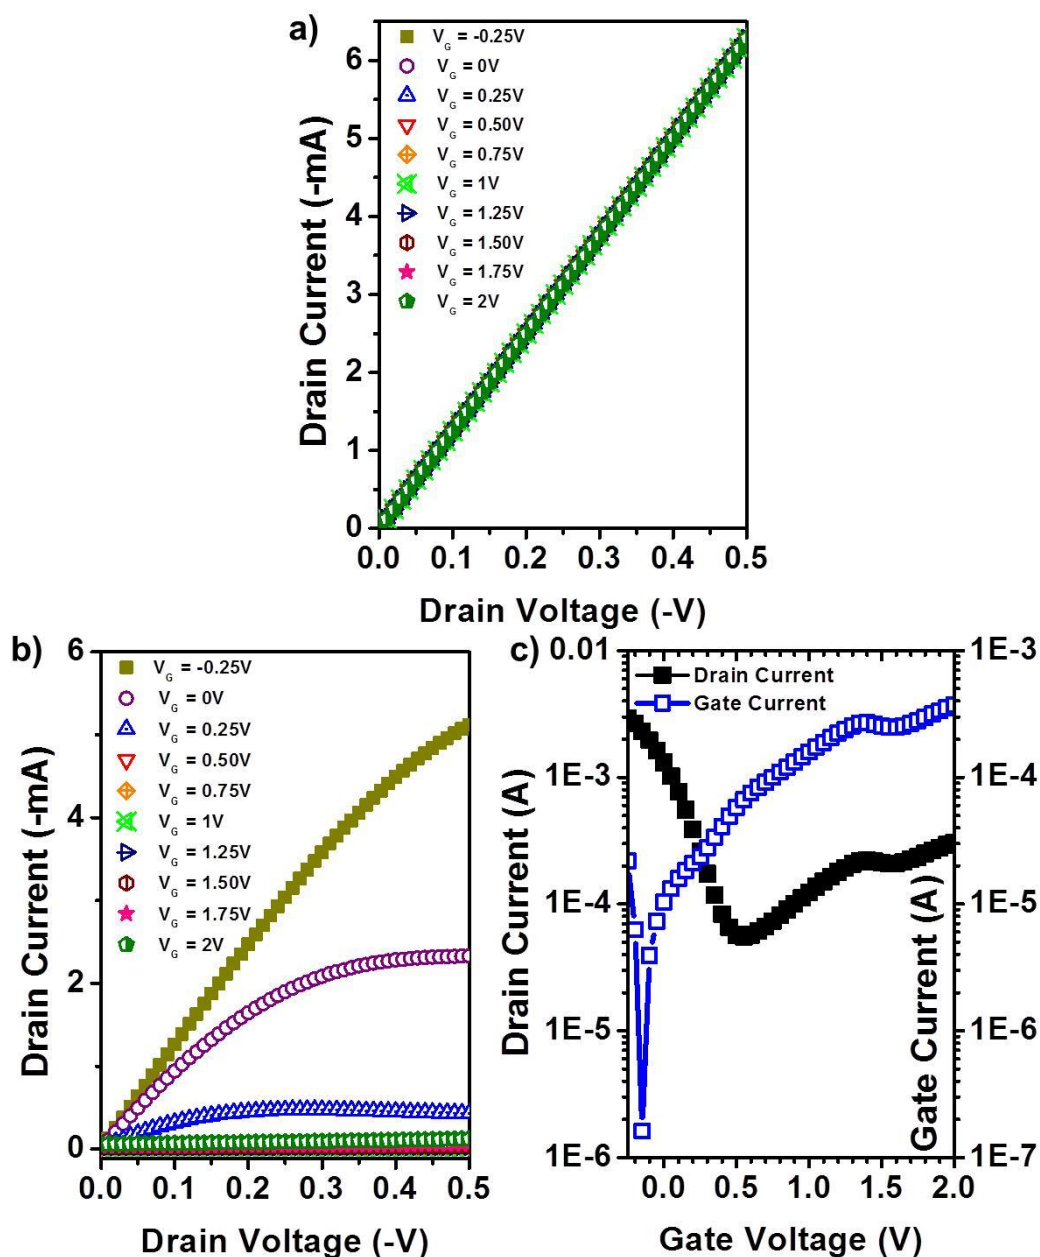 a)
V_G = -0.25V
V_G = 0V
V_G = 0.25V
V_G = 0.50V
V_G = 0.75V
V_G = 1V
V_G = 1.25V
V_G = 1.50V
V_G = 1.75V
V_G = 2V
Drain Current (-mA)
6
5
4
3
2
1
0
0.0 0.1 0.2 0.3 0.4 0.5
Drain Voltage (-V)
b)
V_G = -0.25V
V_G = 0V
V_G = 0.25V
V_G = 0.50V
V_G = 0.75V
V_G = 1V
V_G = 1.25V
V_G = 1.50V
V_G = 1.75V
V_G = 2V
Drain Current (-mA)
6
4
2
0
0.0 0.1 0.2 0.3 0.4 0.5
Drain Voltage (-V)
c)
Drain Current
Gate Current
Drain Current (A)
0.01
1E-3
1E-4
1E-5
1E-6
Gate Current (A)
1E-3
1E-4
1E-5
1E-6
1E-7
0.0 0.5 1.0 1.5 2.0
Gate Voltage (V)